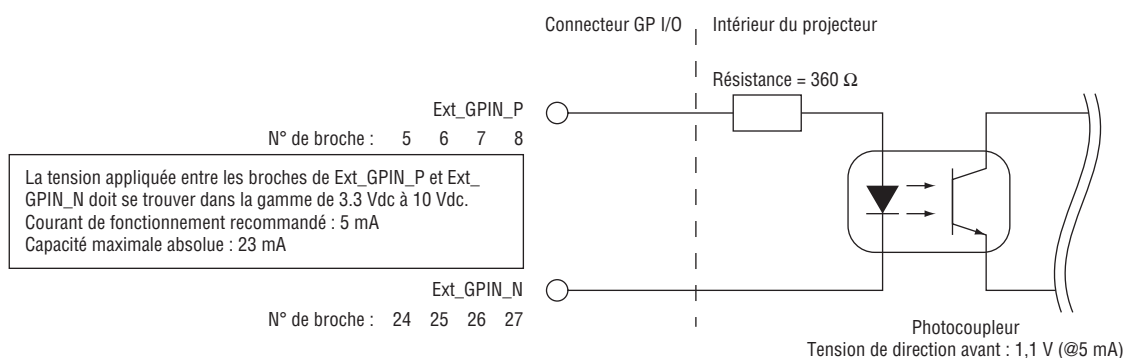 Connecteur GP I/O
Intérieur du projecteur
Résistance = 360 Ω
Ext_GPIN_P
N° de broche : 5 6 7 8
La tension appliquée entre les broches de Ext_GPIN_P et Ext_
GPIN_N doit se trouver dans la gamme de 3.3 Vdc à 10 Vdc.
Courant de fonctionnement recommandé : 5 mA
Capacité maximale absolue : 23 mA
Ext_GPIN_N
N° de broche : 24 25 26 27
Photocoupleur
Tension de direction avant : 1,1 V (@5 mA)